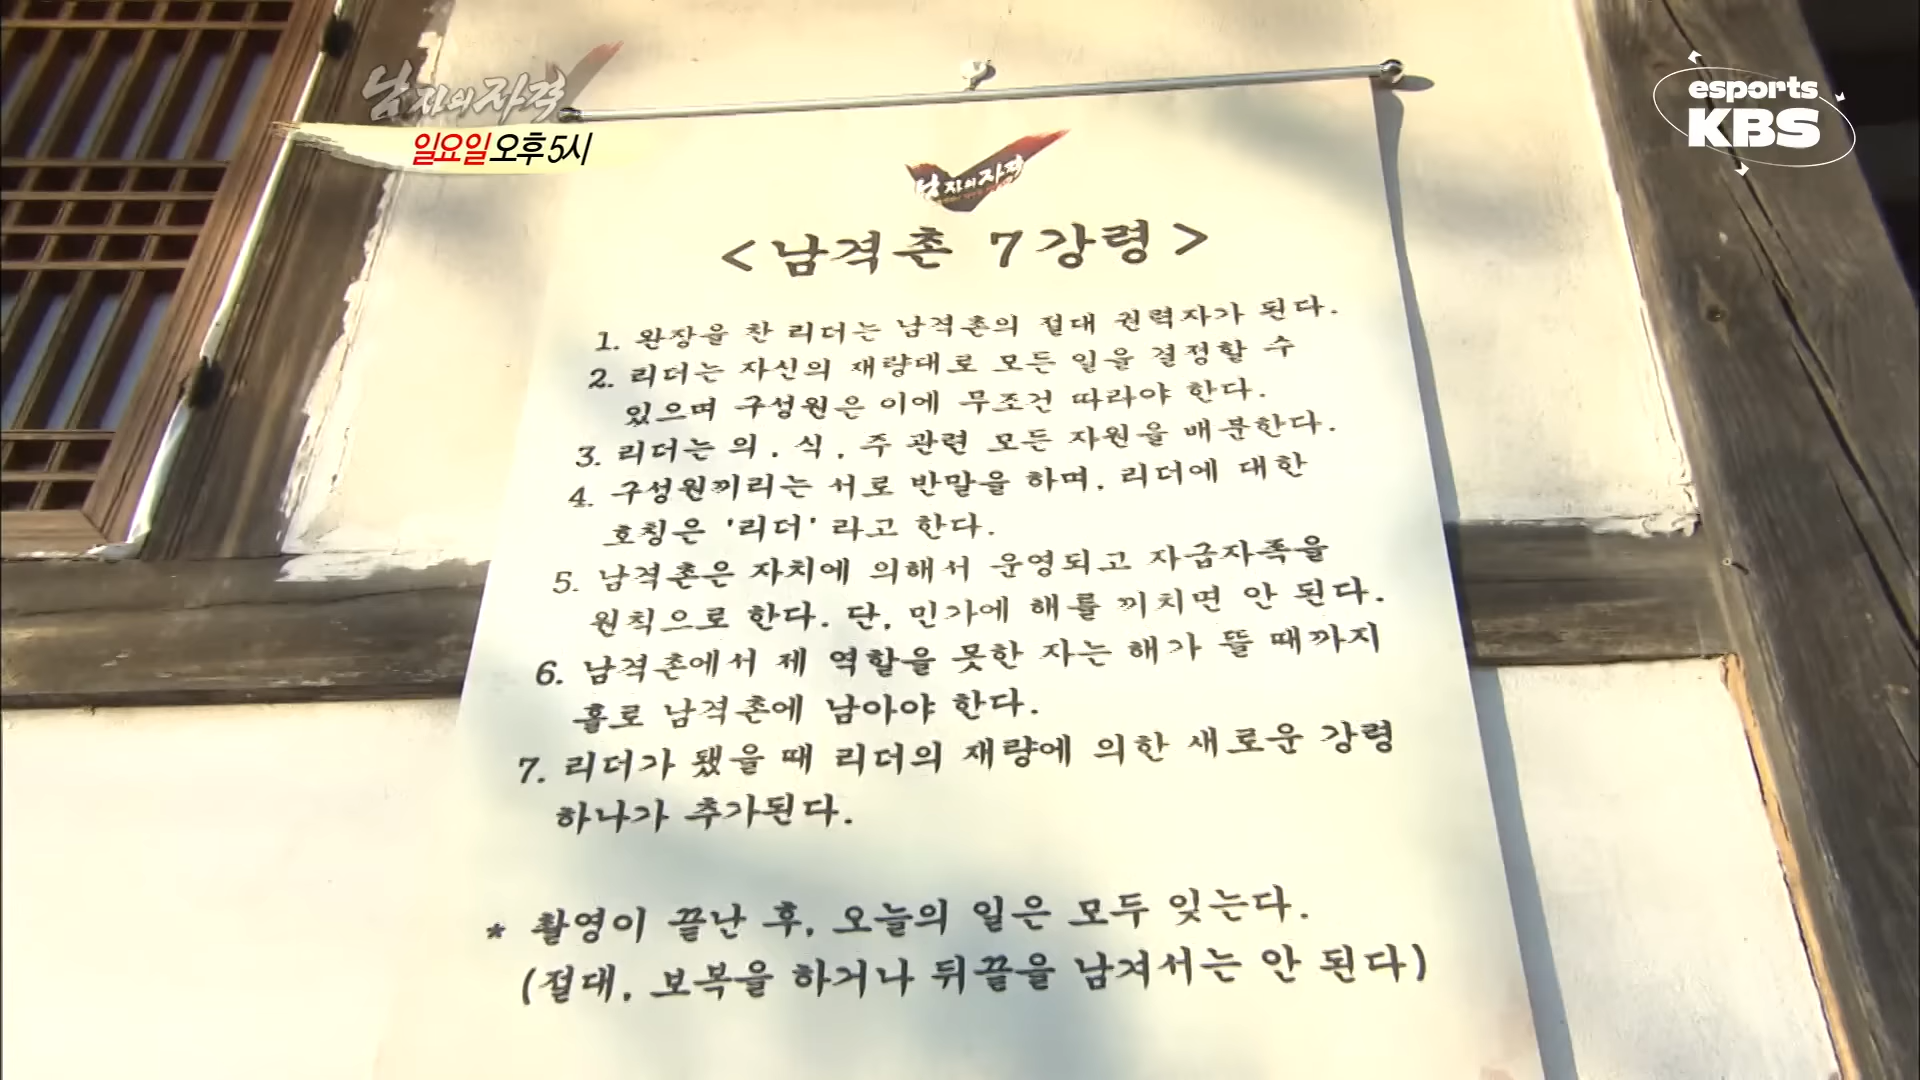 남자의 자격
일요일 오후 5시
esports
KBS
남자의 자격
<남격촌 7강령>
1. 완장을 찬 리더는 남격촌의 절대 권력자가 된다.
2. 리더는 자신의 재량대로 모든 일을 결정할 수
있으며 구성원은 이에 무조건 따라야 한다.
3. 리더는 의, 식, 주 관련 모든 자원을 배분한다.
4. 구성원끼리는 서로 반말을 하며, 리더에 대한
호칭은 '리더' 라고 한다.
5. 남격촌은 자치에 의해서 운영되고 자급자족을
원칙으로 한다. 단, 민가에 해를 끼치면 안 된다.
6. 남격촌에서 제 역할을 못한 자는 해가 뜰 때까지
홀로 남격촌에 남아야 한다.
7. 리더가 됐을 때 리더의 재량에 의한 새로운 강령
하나가 추가된다.
* 촬영이 끝난 후, 오늘의 일은 모두 잊는다.
(절대, 보복을 하거나 뒤끝을 남겨서는 안 된다)